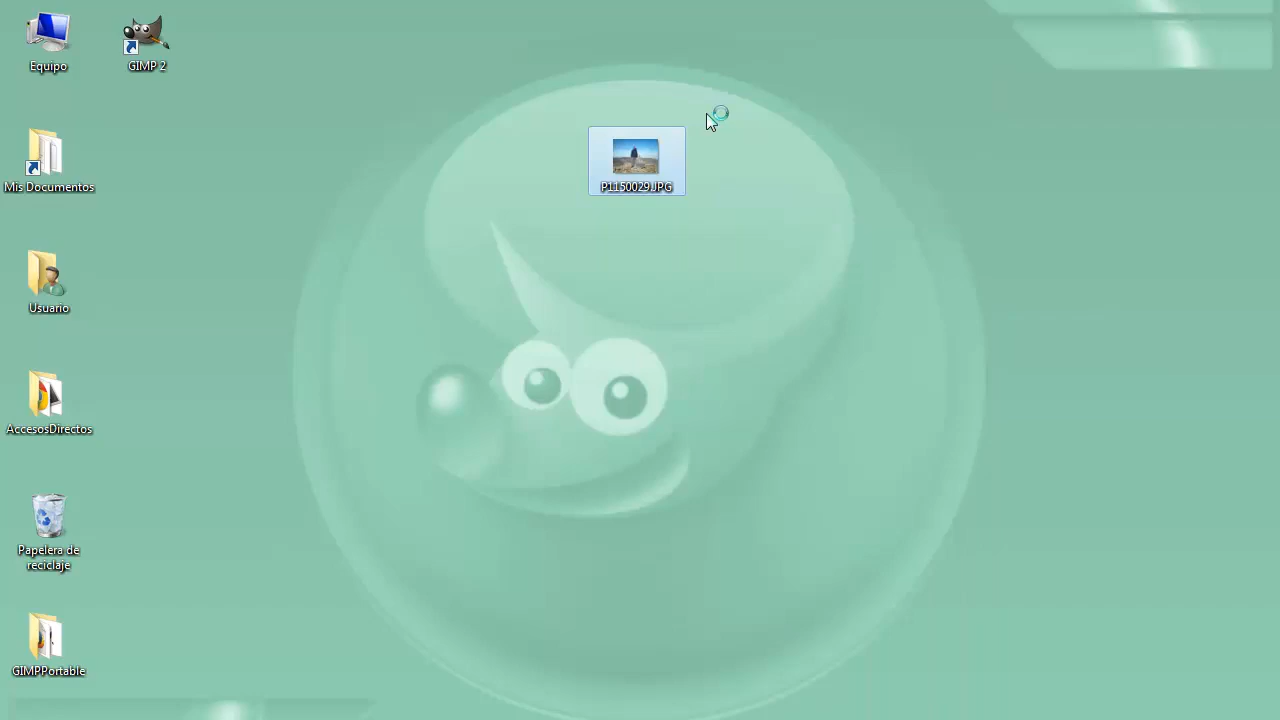 Equipo
GIMP 2
P1150029.JPG
Mis Documentos
Usuario
AccesosDirectos
Papelera de
reciclaje
GIMPPortable